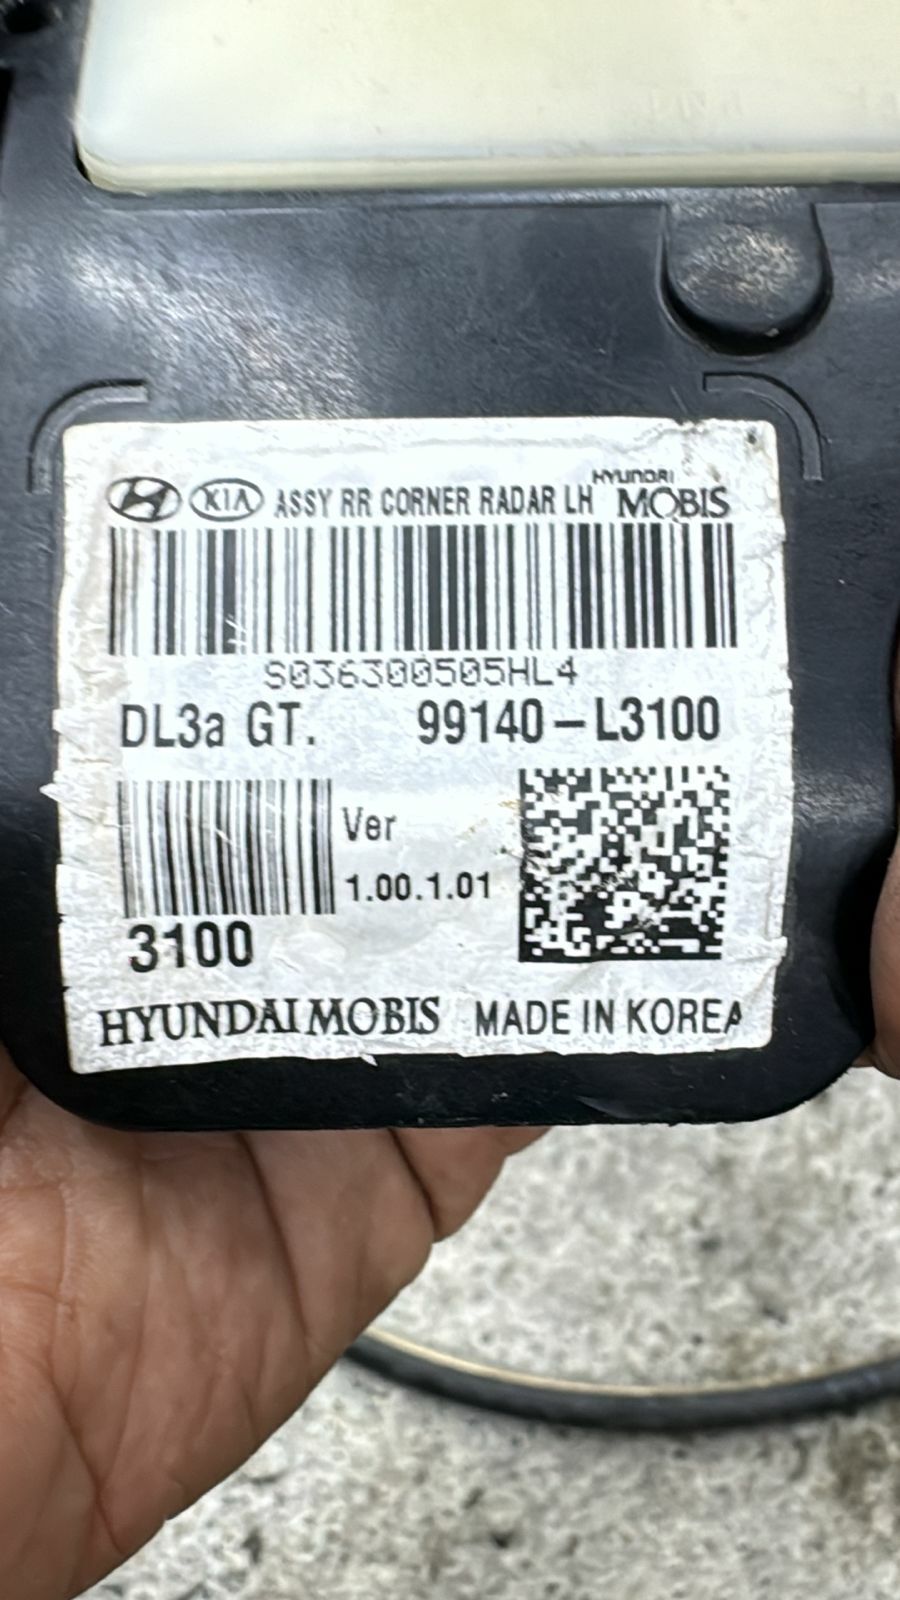 KIA ASSY RR CORNER RADAR LH HYUNDAI MOBIS
S036300505HL4
DL3a GT. 99140-L3100
Ver
1.00.1.01
3100
HYUNDAI MOBIS MADE IN KOREA